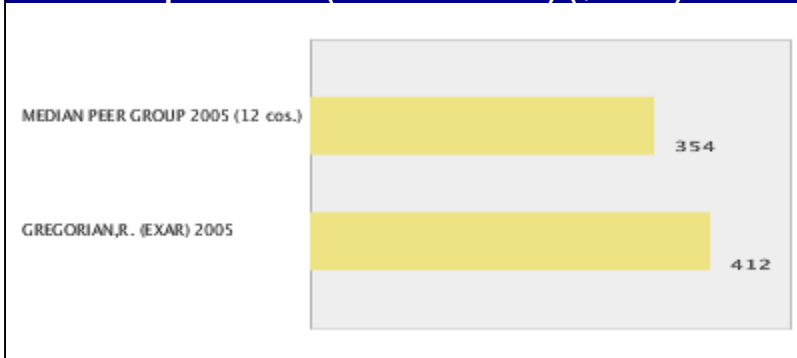 MEDIAN PEER GROUP 2005 (12 cos.)
354
GREGORIAN,R. (EXAR) 2005
412